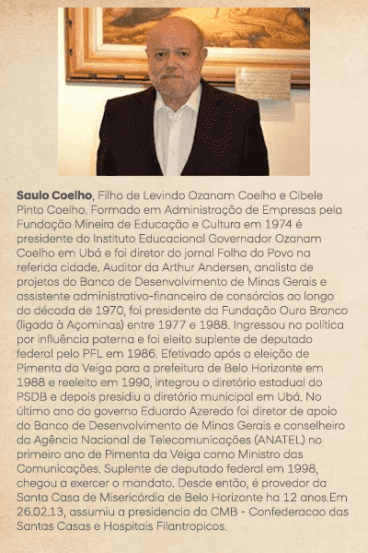 Saulo Coelho, Filho de Levindo Ozanam Coelho e Cibele
Pinto Coelho. Formado em Administração de Empresas pela
Fundação Mineira de Educação e Cultura em 1974 é
presidente do Instituto Educacional Governador Ozanam
Coelho em Ubá e foi diretor do jornal Folha do Povo na
referida cidade. Auditor da Arthur Andersen, analista de
projetos do Banco de Desenvolvimento de Minas Gerais e
assistente administrativo-financeiro de consórcios ao longo
da década de 1970, foi presidente da Fundação Ouro Branco
(ligada à Açominas) entre 1977 e 1988. Ingressou na política
por influência paterna e foi eleito suplente de deputado
federal pelo PFL em 1986. Efetivado após a eleição de
Pimenta da Veiga para a prefeitura de Belo Horizonte em
1988 e reeleito em 1990, integrou o diretório estadual do
PSDB e depois presidiu o diretório municipal em Ubá. No
último ano do governo Eduardo Azeredo foi diretor de apoio
do Banco de Desenvolvimento de Minas Gerais e conselheiro
da Agência Nacional de Telecomunicações (ANATEL) no
primeiro ano de Pimenta da Veiga como Ministro das
Comunicações. Suplente de deputado federal em 1998,
chegou a exercer o mandato. Desde então, é provedor da
Santa Casa de Misericórdia de Belo Horizonte ha 12 anos.Em
26.02.13, assumiu a presidencia da CMB - Confederacao das
Santas Casas e Hospitais Filantropicos.